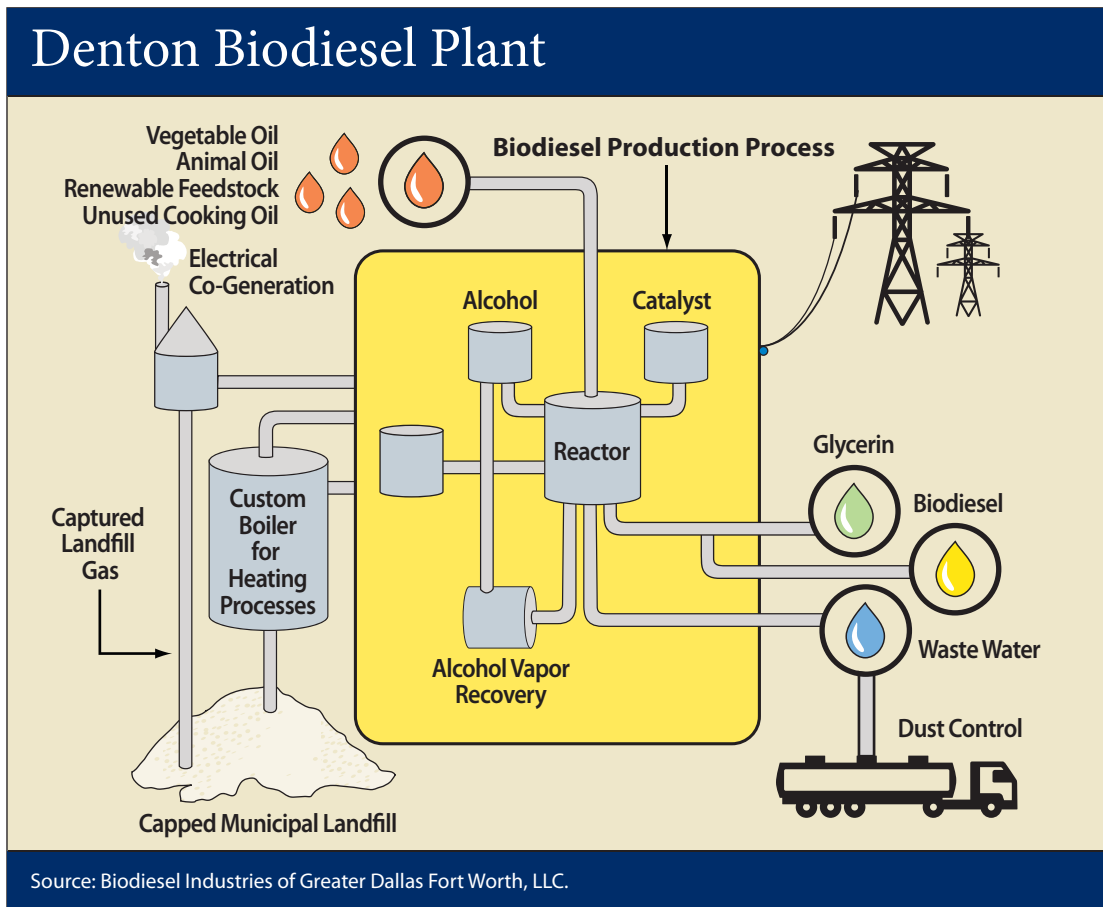 Denton Biodiesel Plant
Vegetable Oil
Animal Oil
Renewable Feedstock
Unused Cooking Oil
Biodiesel Production Process
Electrical
Co-Generation
Alcohol
Catalyst
Reactor
Glycerin
Biodiesel
Custom
Boiler
for
Heating
Processes
Captured
Landfill
Gas
Waste Water
Alcohol Vapor
Recovery
Dust Control
Capped Municipal Landfill
Source: Biodiesel Industries of Greater Dallas Fort Worth, LLC.